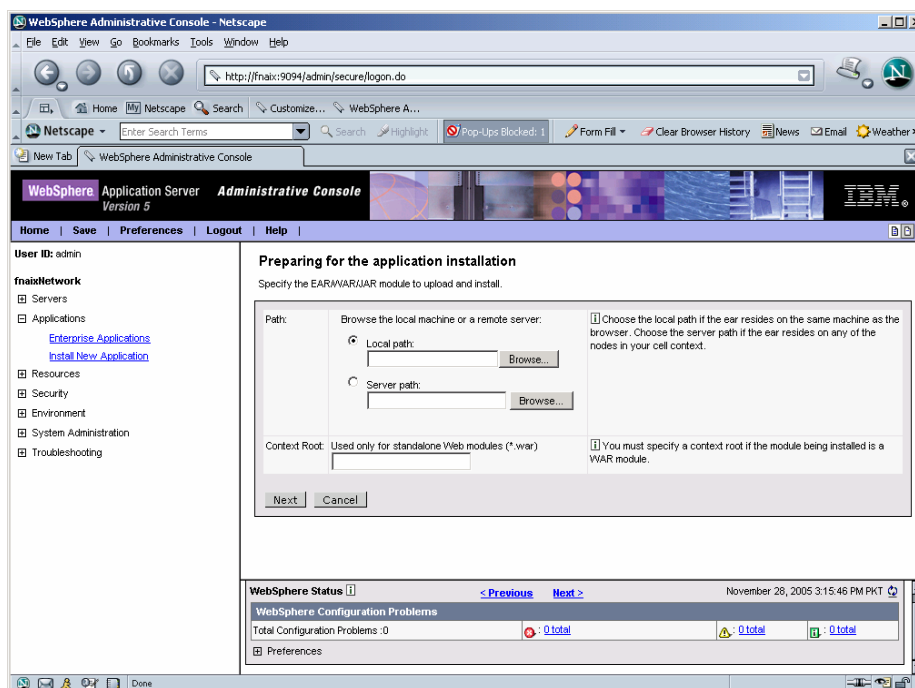 WebSphere Administrative Console - Netscape
File Edit View Go Bookmarks Tools Window Help
http://fnaix:9094/admin/secure/logon.do
Home My Netscape Search Customize... WebSphere A...
Netscape Enter Search Terms Search Highlight Pop-Ups Blocked: 1 Form Fill Clear Browser History News Email Weather
New Tab WebSphere Administrative Console
WebSphere Application Server Administrative Console
Version 5
IBM
Home | Save | Preferences | Logout | Help |
User ID: admin
fnaixNetwork
Servers
Applications
Enterprise Applications
Install New Application
Resources
Security
Environment
System Administration
Troubleshooting
Preparing for the application installation
Specify the EAR/WAR/JAR module to upload and install.
Path:
Browse the local machine or a remote server:
Local path:
Browse...
Server path:
Browse...
i Choose the local path if the ear resides on the same machine as the
browser. Choose the server path if the ear resides on any of the
nodes in your cell context.
Context Root:
Used only for standalone Web modules (*.war)
i You must specify a context root if the module being installed is a
WAR module.
Next Cancel
WebSphere Status i < Previous Next > November 28, 2005 3:15:46 PM PKT
WebSphere Configuration Problems
Total Configuration Problems :0 : 0 total : 0 total : 0 total
Preferences
Done